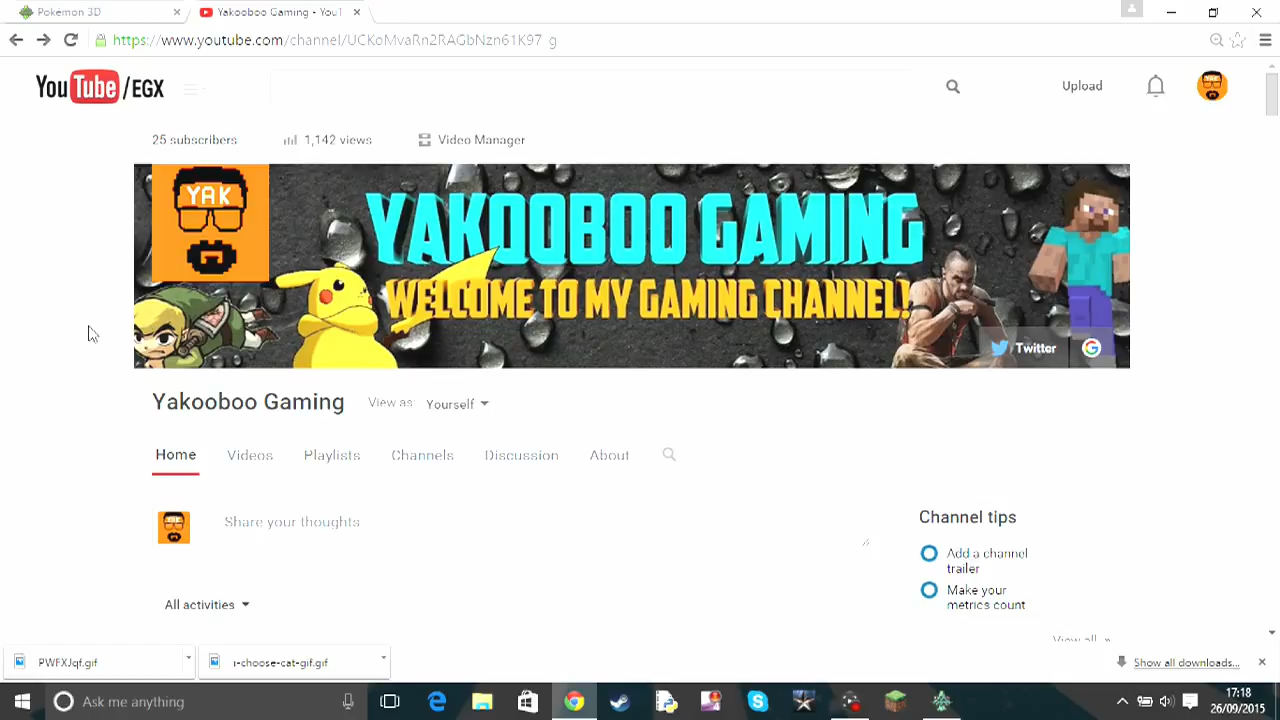 Pokémon 3D
Yakooboo Gaming - YouT
https://www.youtube.com/channel/UCKoMvaRn2RAGbNzn61K97_g
YouTube /EGX
Upload
25 subscribers
1,142 views
Video Manager
YAK
YAKOOBOO GAMING
WELCOME TO MY GAMING CHANNEL!
Twitter
Yakooboo Gaming
View as:
Yourself
Home
Videos
Playlists
Channels
Discussion
About
Share your thoughts
Channel tips
Add a channel
trailer
Make your
metrics count
All activities
View all »
PWFXJqf.gif
i-choose-cat-gif.gif
Show all downloads...
Ask me anything
17:18
26/09/2015